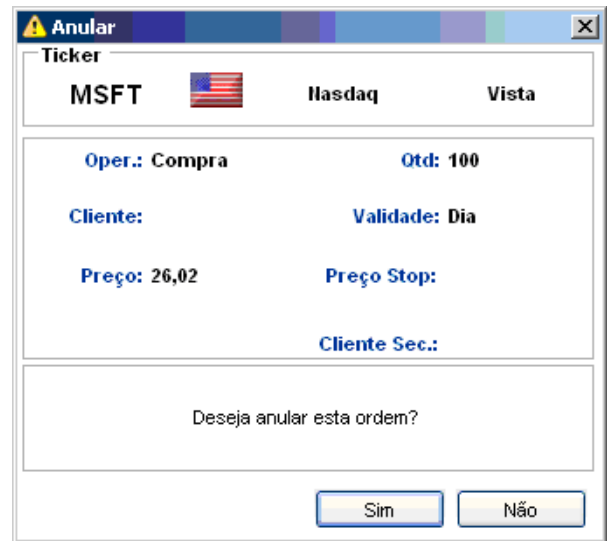 Anular
Ticker
MSFT Nasdaq Vista
Oper.: Compra Qtd: 100
Cliente: Validade: Dia
Preço: 26,02 Preço Stop:
Cliente Sec.:
Deseja anular esta ordem?
Sim Não